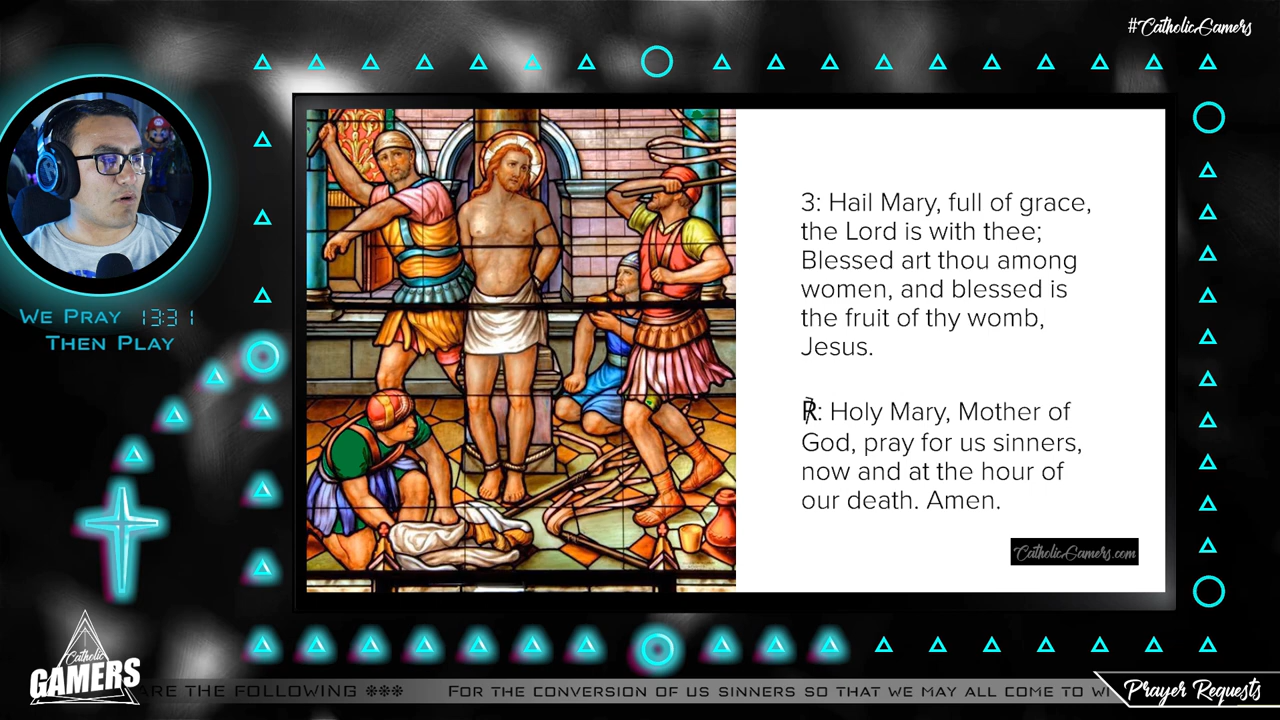 #CatholicGamers
We Pray 13:31
Then Play
3: Hail Mary, full of grace,
the Lord is with thee;
Blessed art thou among
women, and blessed is
the fruit of thy womb,
Jesus.
℟: Holy Mary, Mother of
God, pray for us sinners,
now and at the hour of
our death. Amen.
CatholicGamers.com
Catholic
GAMERS
ARE THE FOLLOWING ❋❋❋ For the conversion of us sinners so that we may all come to
Prayer Requests